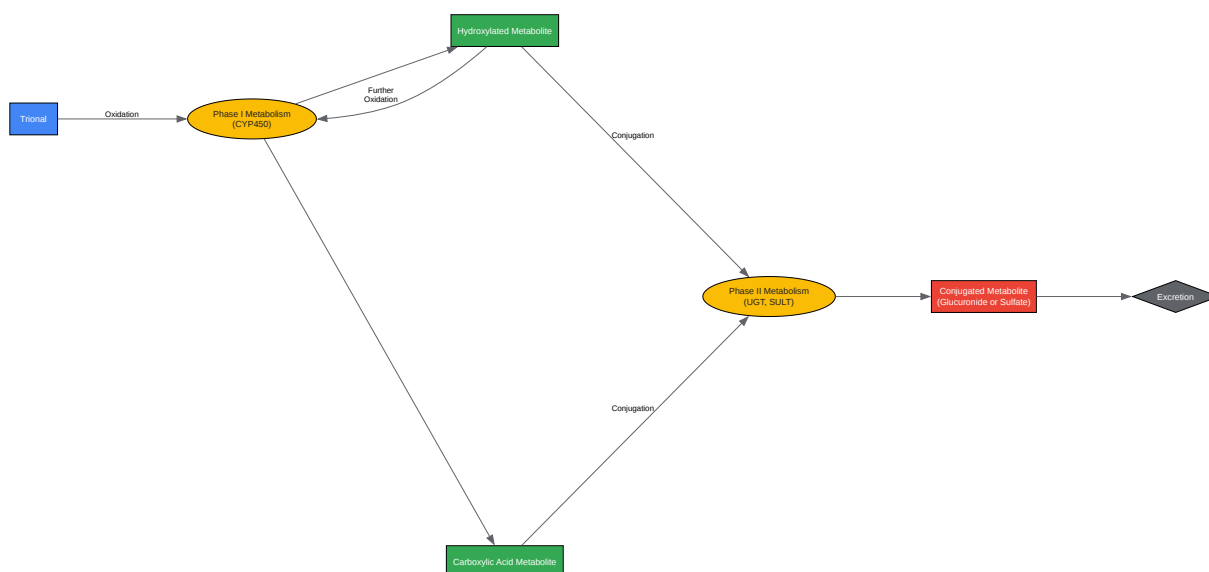 Hydroxylated Metabolite
Further
Oxidation
Trional
Oxidation
Phase I Metabolism
(CYP450)
Conjugation
Phase II Metabolism
(UGT, SULT)
Conjugated Metabolite
(Glucuronide or Sulfate)
Excretion
Conjugation
Carboxylic Acid Metabolite